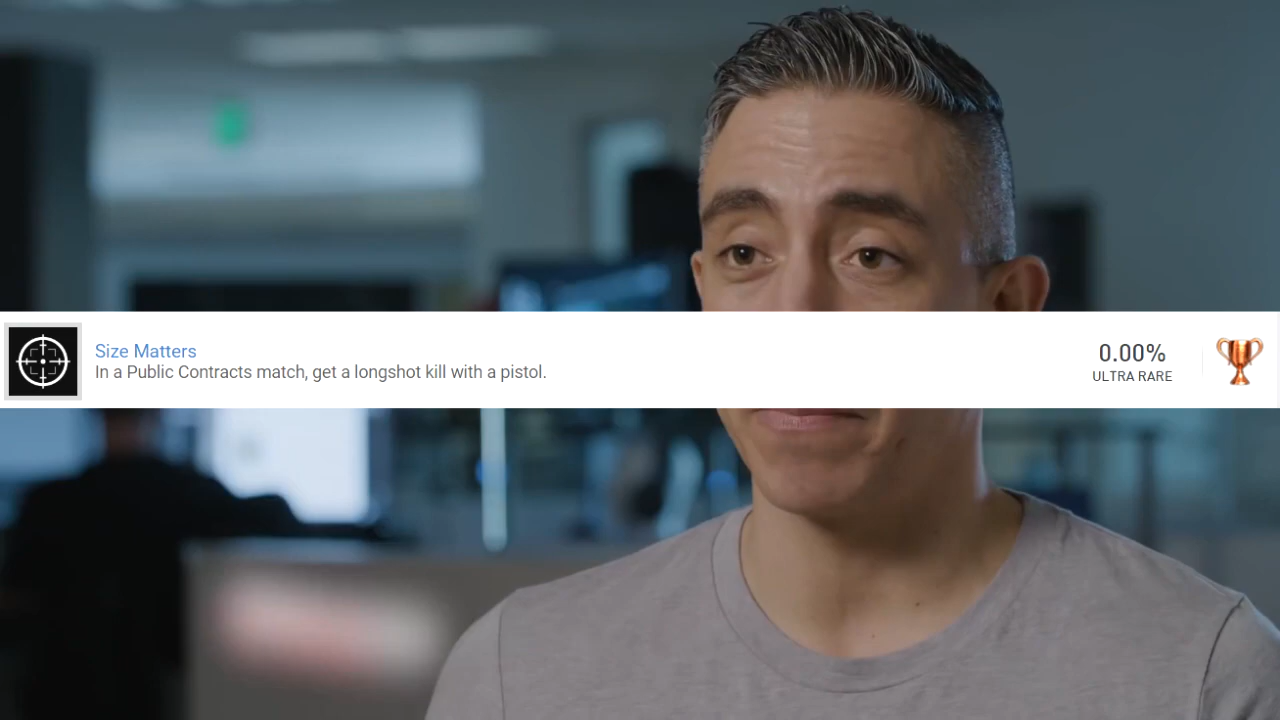 Size Matters
In a Public Contracts match, get a longshot kill with a pistol.
0.00%
ULTRA RARE